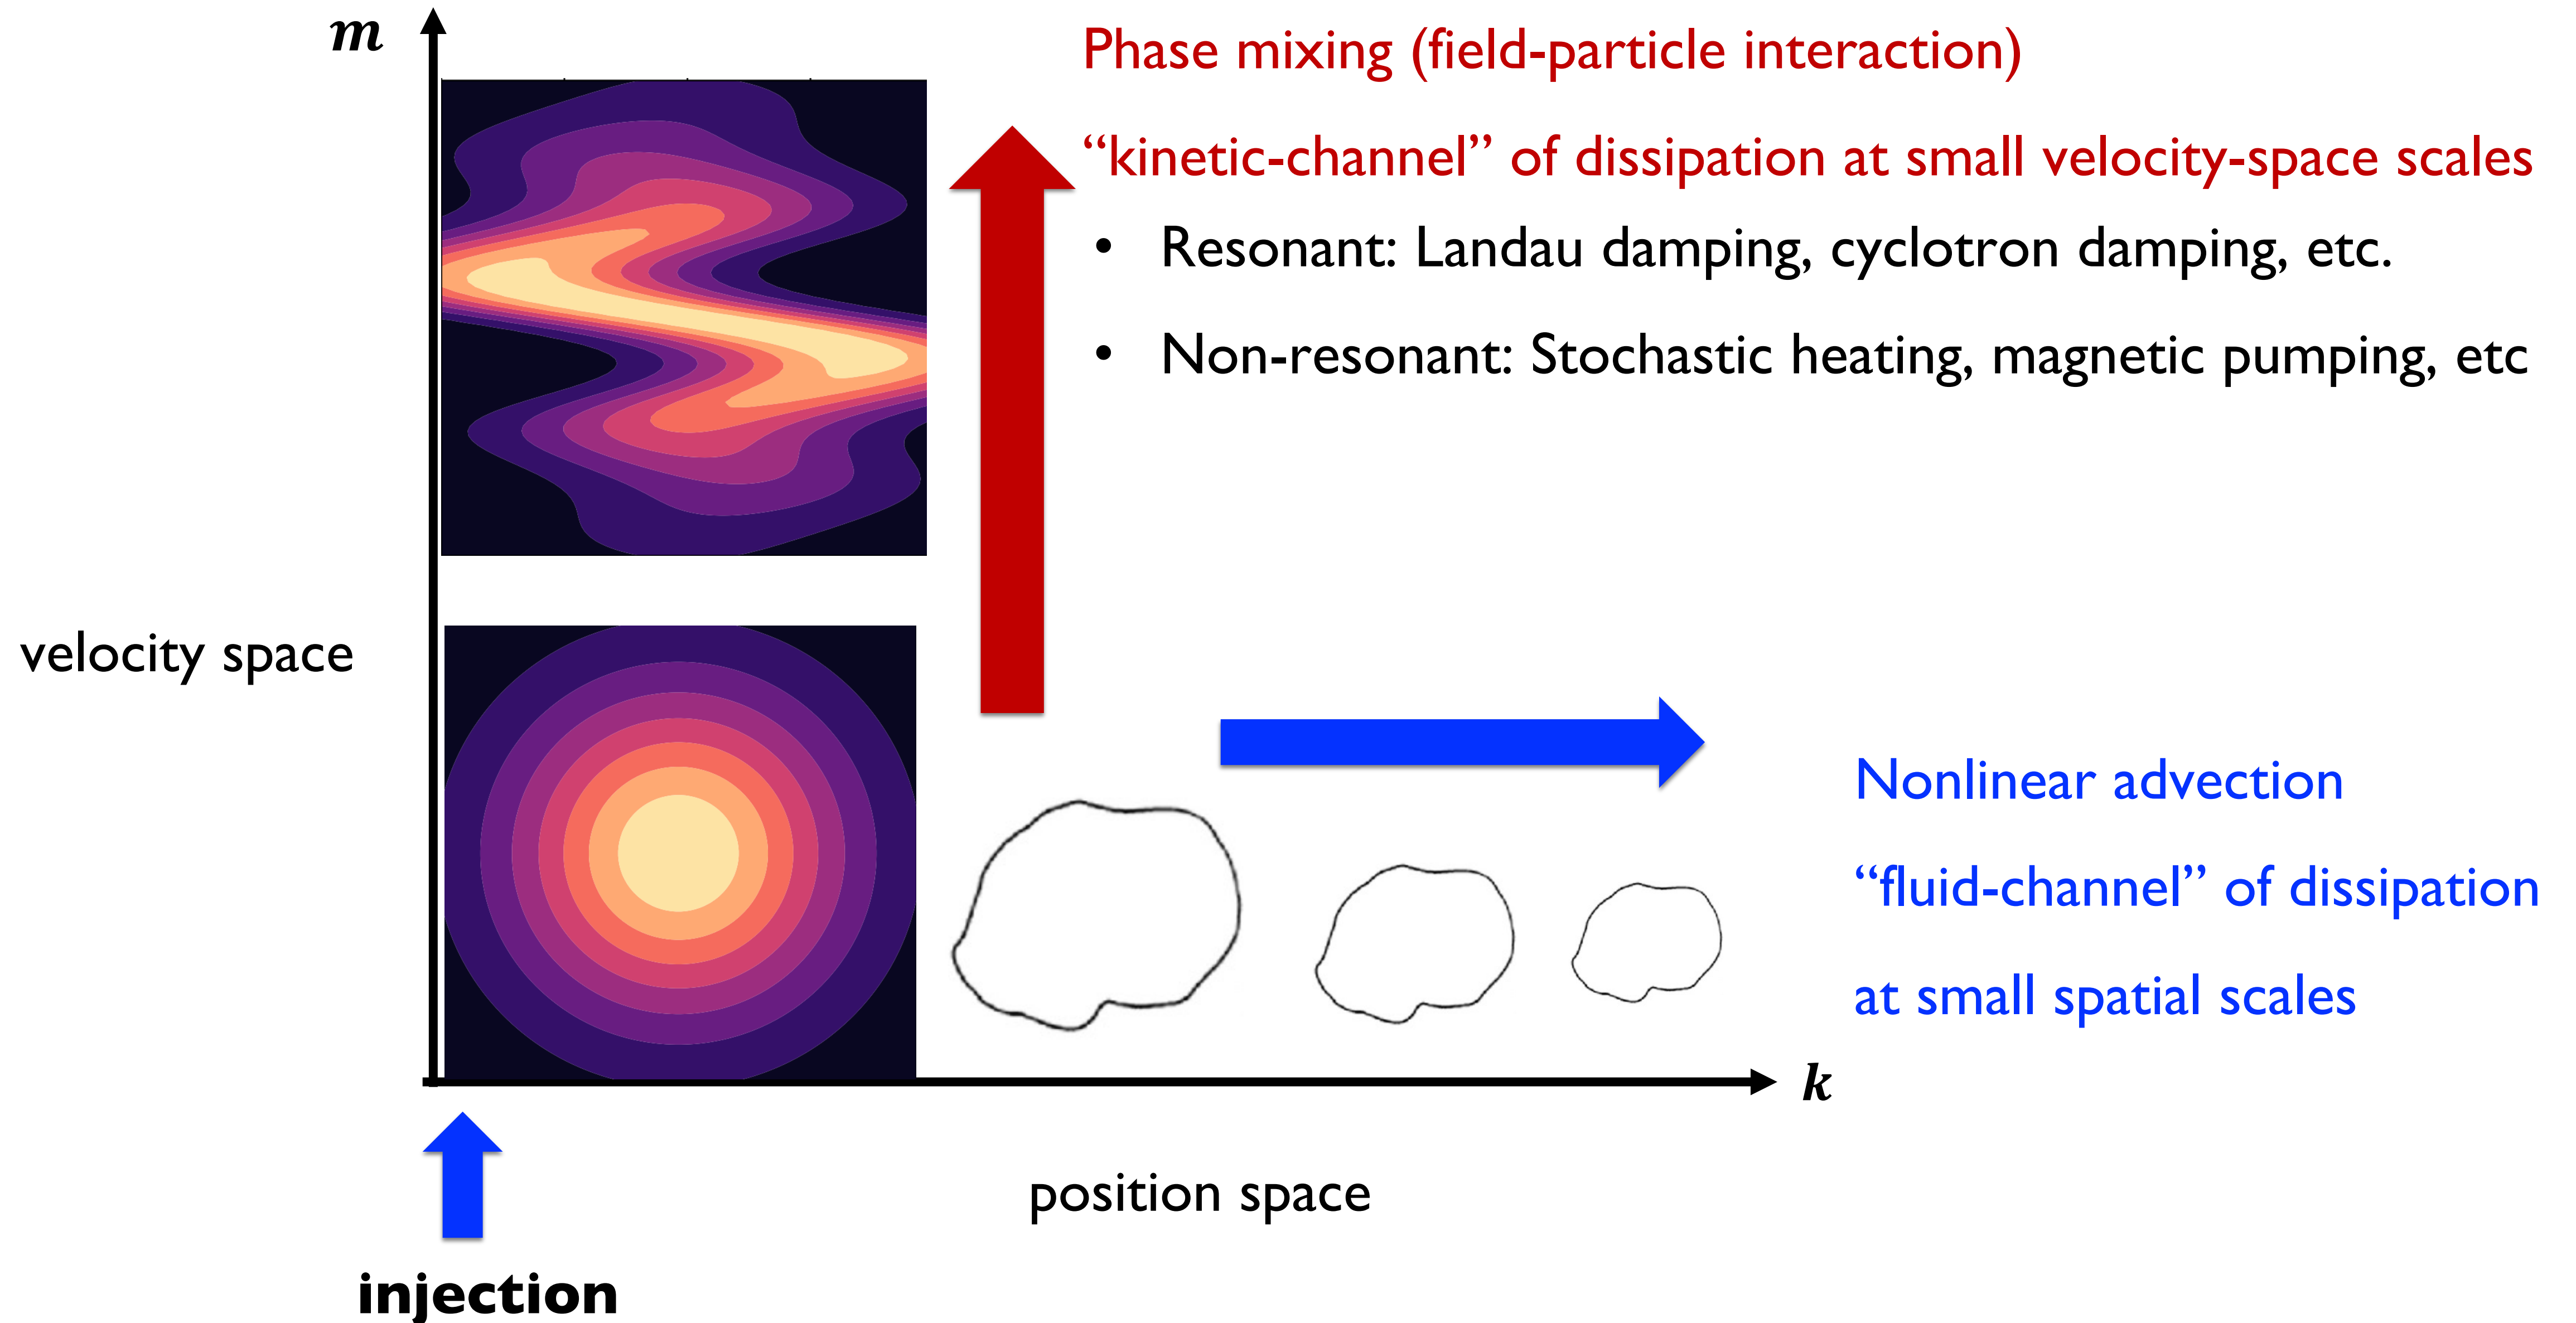 m
Phase mixing (field-particle interaction)
“kinetic-channel” of dissipation at small velocity-space scales
• Resonant: Landau damping, cyclotron damping, etc.
• Non-resonant: Stochastic heating, magnetic pumping, etc
velocity space
Nonlinear advection
“fluid-channel” of dissipation
at small spatial scales
k
position space
injection